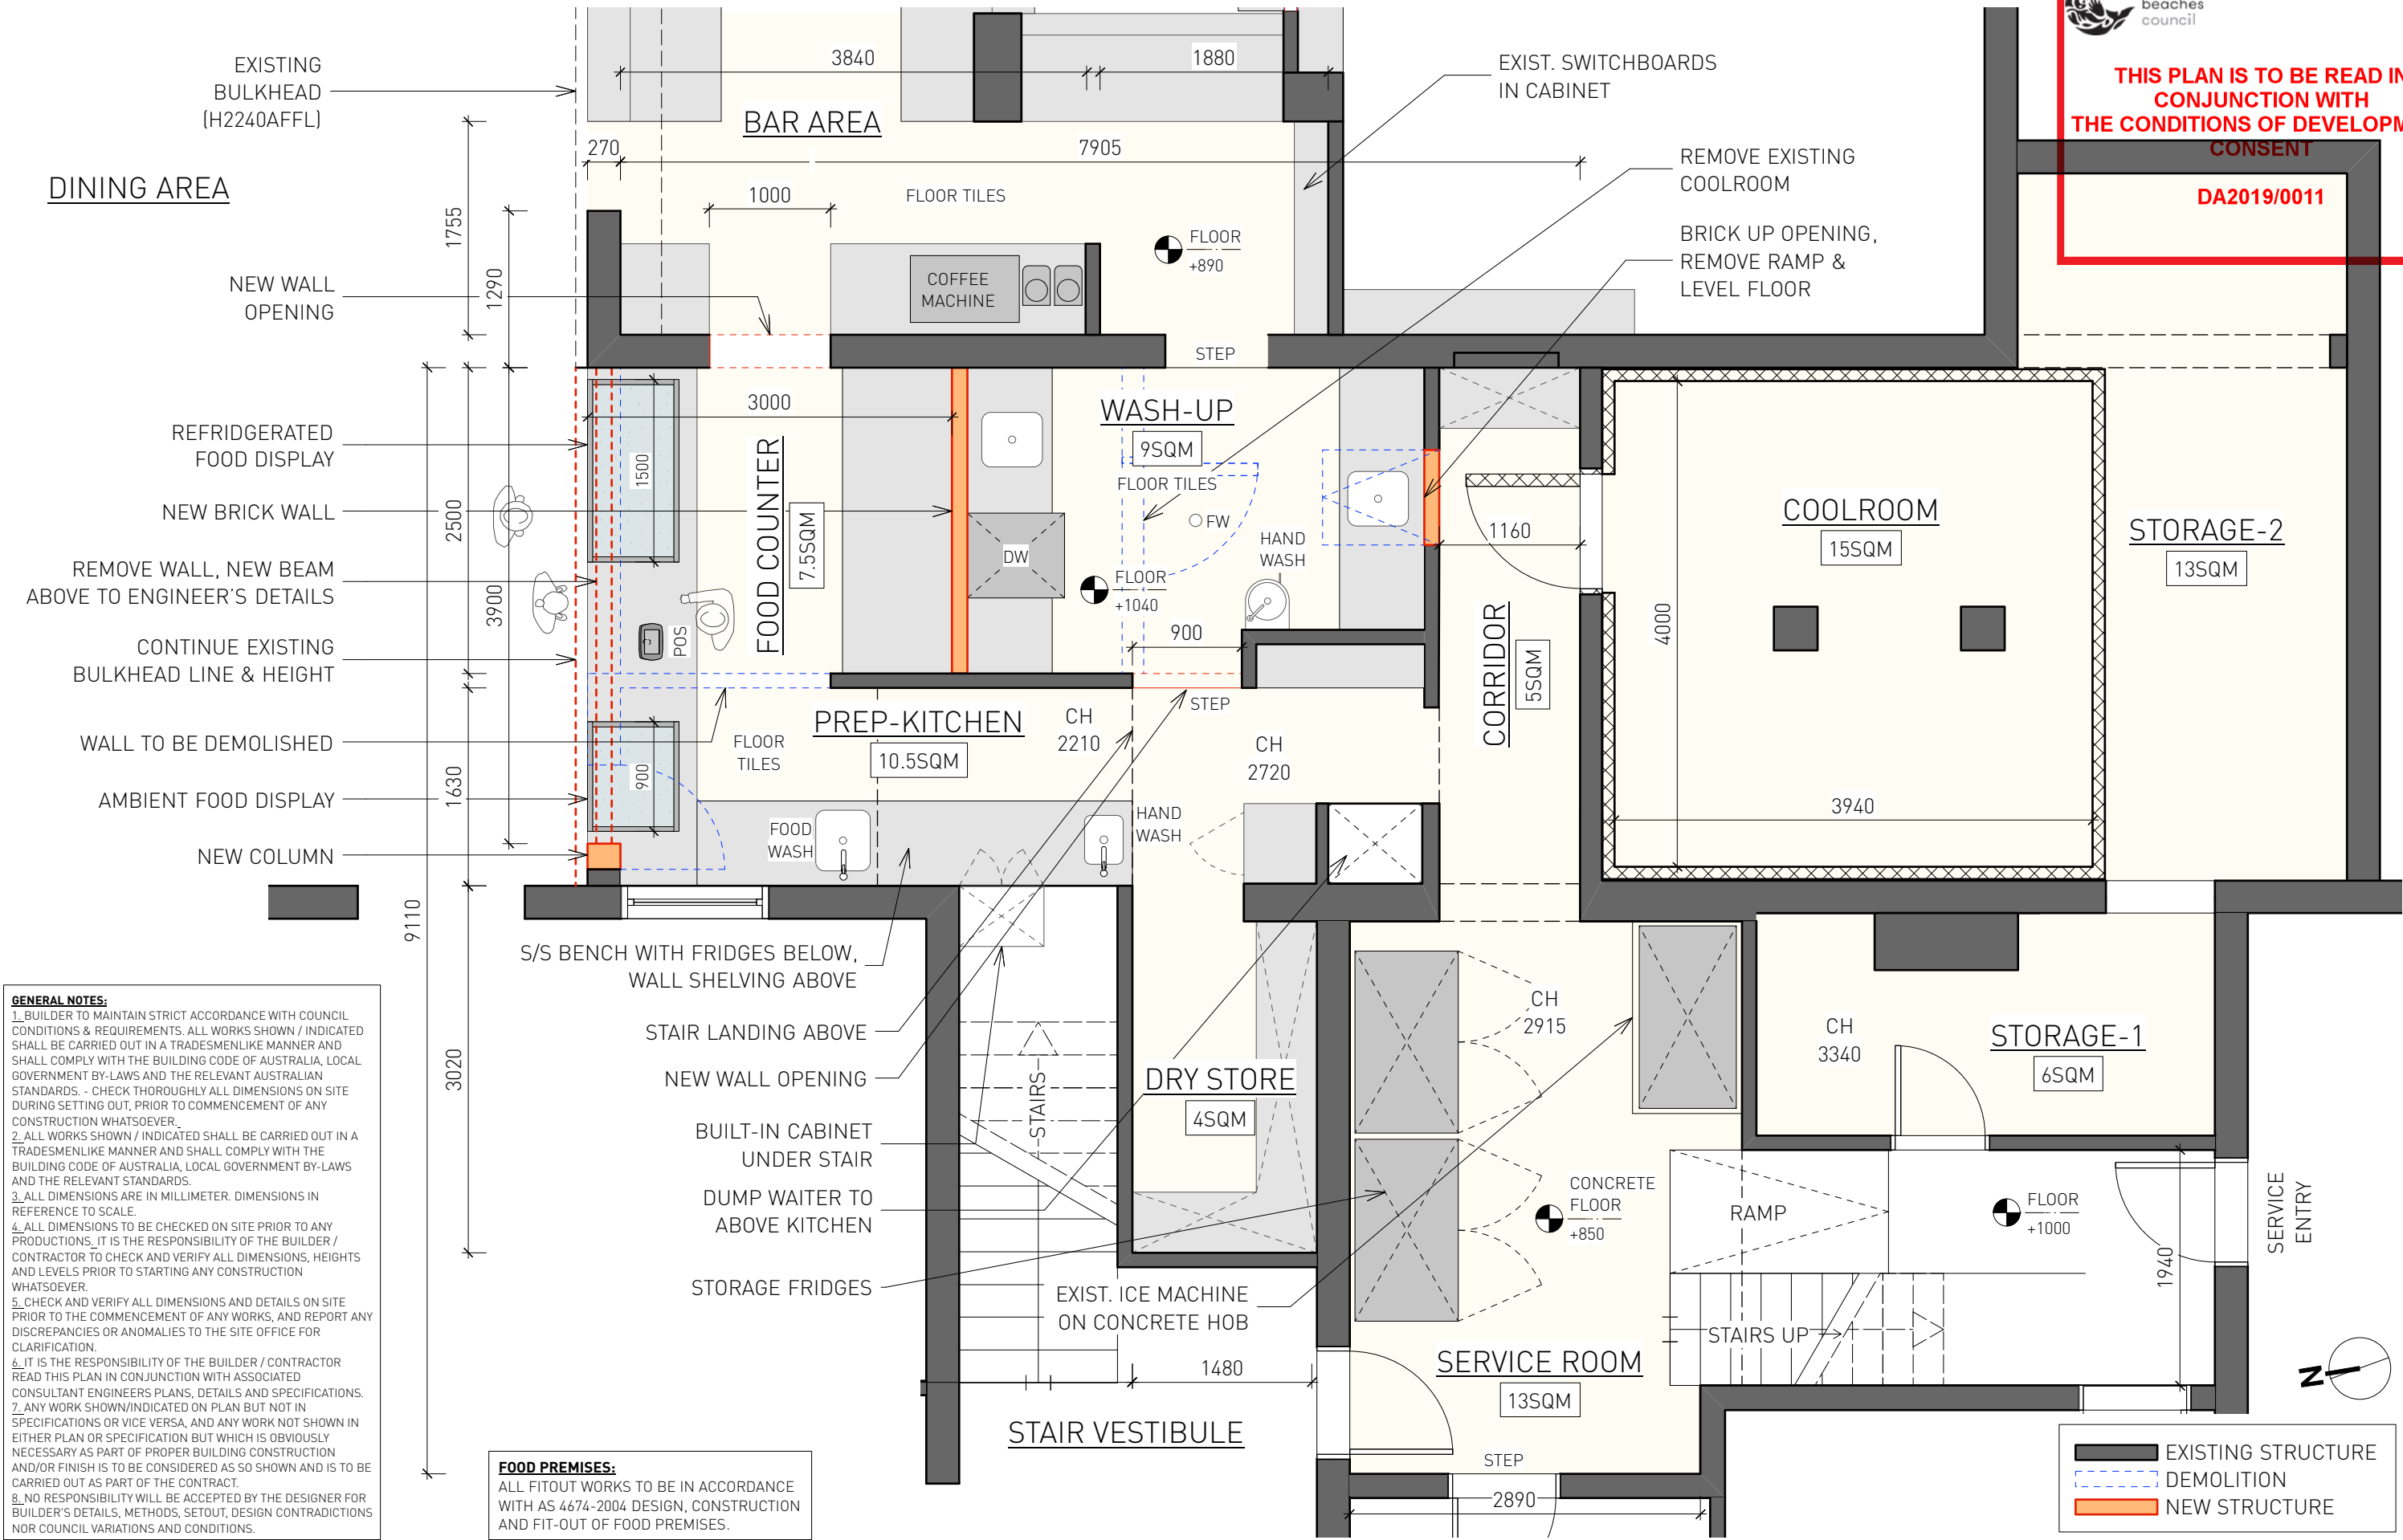 beaches
council
THIS PLAN IS TO BE READ IN
CONJUNCTION WITH
THE CONDITIONS OF
CONSENT
DA2019/0011
EXISTING
BULKHEAD
(H2240AFFL)
DINING AREA
NEW WALL
OPENING
REFRIDGERATED
FOOD DISPLAY
NEW BRICK WALL
REMOVE WALL, NEW BEAM
ABOVE TO ENGINEER'S DETAILS
CONTINUE EXISTING
BULKHEAD LINE & HEIGHT
WALL TO BE DEMOLISHED
AMBIENT FOOD DISPLAY
NEW COLUMN
3840
1880
BAR AREA
270
7905
1000
FLOOR TILES
1755
1290
COFFEE
MACHINE
FLOOR
+890
EXIST. SWITCHBOARDS
IN CABINET
REMOVE EXISTING
COOLROOM
BRICK UP OPENING,
REMOVE RAMP &
LEVEL FLOOR
STEP
3000
1500
2500
3900
FOOD COUNTER
7.5SQM
POS
WASH-UP
9SQM
FLOOR TILES
FW
DW
HAND
WASH
FLOOR
+1040
900
1160
CORRIDOR
5SQM
COOLROOM
15SQM
4000
3940
STORAGE-2
13SQM
STEP
PREP-KITCHEN
10.5SQM
CH
2210
CH
2720
FLOOR
TILES
900
1630
FOOD
WASH
HAND
WASH
9110
3020
S/S BENCH WITH FRIDGES BELOW,
WALL SHELVING ABOVE
STAIR LANDING ABOVE
NEW WALL OPENING
BUILT-IN CABINET
UNDER STAIR
DUMP WAITER TO
ABOVE KITCHEN
STORAGE FRIDGES
STAIRS
DRY STORE
4SQM
EXIST. ICE MACHINE
ON CONCRETE HOB
1480
STAIR VESTIBULE
CH
2915
CONCRETE
FLOOR
+850
SERVICE ROOM
13SQM
STEP
2890
CH
3340
STORAGE-1
6SQM
RAMP
FLOOR
+1000
STAIRS UP
1940
SERVICE
ENTRY
N
GENERAL NOTES:
1. BUILDER TO MAINTAIN STRICT ACCORDANCE WITH COUNCIL
CONDITIONS & REQUIREMENTS. ALL WORKS SHOWN / INDICATED
SHALL BE CARRIED OUT IN A TRADESMENLIKE MANNER AND
SHALL COMPLY WITH THE BUILDING CODE OF AUSTRALIA, LOCAL
GOVERNMENT BY-LAWS AND THE RELEVANT AUSTRALIAN
STANDARDS. - CHECK THOROUGHLY ALL DIMENSIONS ON SITE
DURING SETTING OUT, PRIOR TO COMMENCEMENT OF ANY
CONSTRUCTION WHATSOEVER.
2. ALL WORKS SHOWN / INDICATED SHALL BE CARRIED OUT IN A
TRADESMENLIKE MANNER AND SHALL COMPLY WITH THE
BUILDING CODE OF AUSTRALIA, LOCAL GOVERNMENT BY-LAWS
AND THE RELEVANT STANDARDS.
3. ALL DIMENSIONS ARE IN MILLIMETER. DIMENSIONS IN
REFERENCE TO SCALE.
4. ALL DIMENSIONS TO BE CHECKED ON SITE PRIOR TO ANY
PRODUCTIONS. IT IS THE RESPONSIBILITY OF THE BUILDER /
CONTRACTOR TO CHECK AND VERIFY ALL DIMENSIONS, HEIGHTS
AND LEVELS PRIOR TO STARTING ANY CONSTRUCTION
WHATSOEVER.
5. CHECK AND VERIFY ALL DIMENSIONS AND DETAILS ON SITE
PRIOR TO THE COMMENCEMENT OF ANY WORKS, AND REPORT ANY
DISCREPANCIES OR ANOMALIES TO THE SITE OFFICE FOR
CLARIFICATION.
6. IT IS THE RESPONSIBILITY OF THE BUILDER / CONTRACTOR
READ THIS PLAN IN CONJUNCTION WITH ASSOCIATED
CONSULTANT ENGINEERS PLANS, DETAILS AND SPECIFICATIONS.
7. ANY WORK SHOWN/INDICATED ON PLAN BUT NOT IN
SPECIFICATIONS OR VICE VERSA, AND ANY WORK NOT SHOWN IN
EITHER PLAN OR SPECIFICATION BUT WHICH IS OBVIOUSLY
NECESSARY AS PART OF PROPER BUILDING CONSTRUCTION
AND/OR FINISH IS TO BE CONSIDERED AS SO SHOWN AND IS TO BE
CARRIED OUT AS PART OF THE CONTRACT.
8. NO RESPONSIBILITY WILL BE ACCEPTED BY THE DESIGNER FOR
BUILDER'S DETAILS, METHODS, SETOUT, DESIGN CONTRADICTIONS
NOR COUNCIL VARIATIONS AND CONDITIONS.
FOOD PREMISES:
ALL FITOUT WORKS TO BE IN ACCORDANCE
WITH AS 4674-2004 DESIGN, CONSTRUCTION
AND FIT-OUT OF FOOD PREMISES.
EXISTING STRUCTURE
DEMOLITION
NEW STRUCTURE